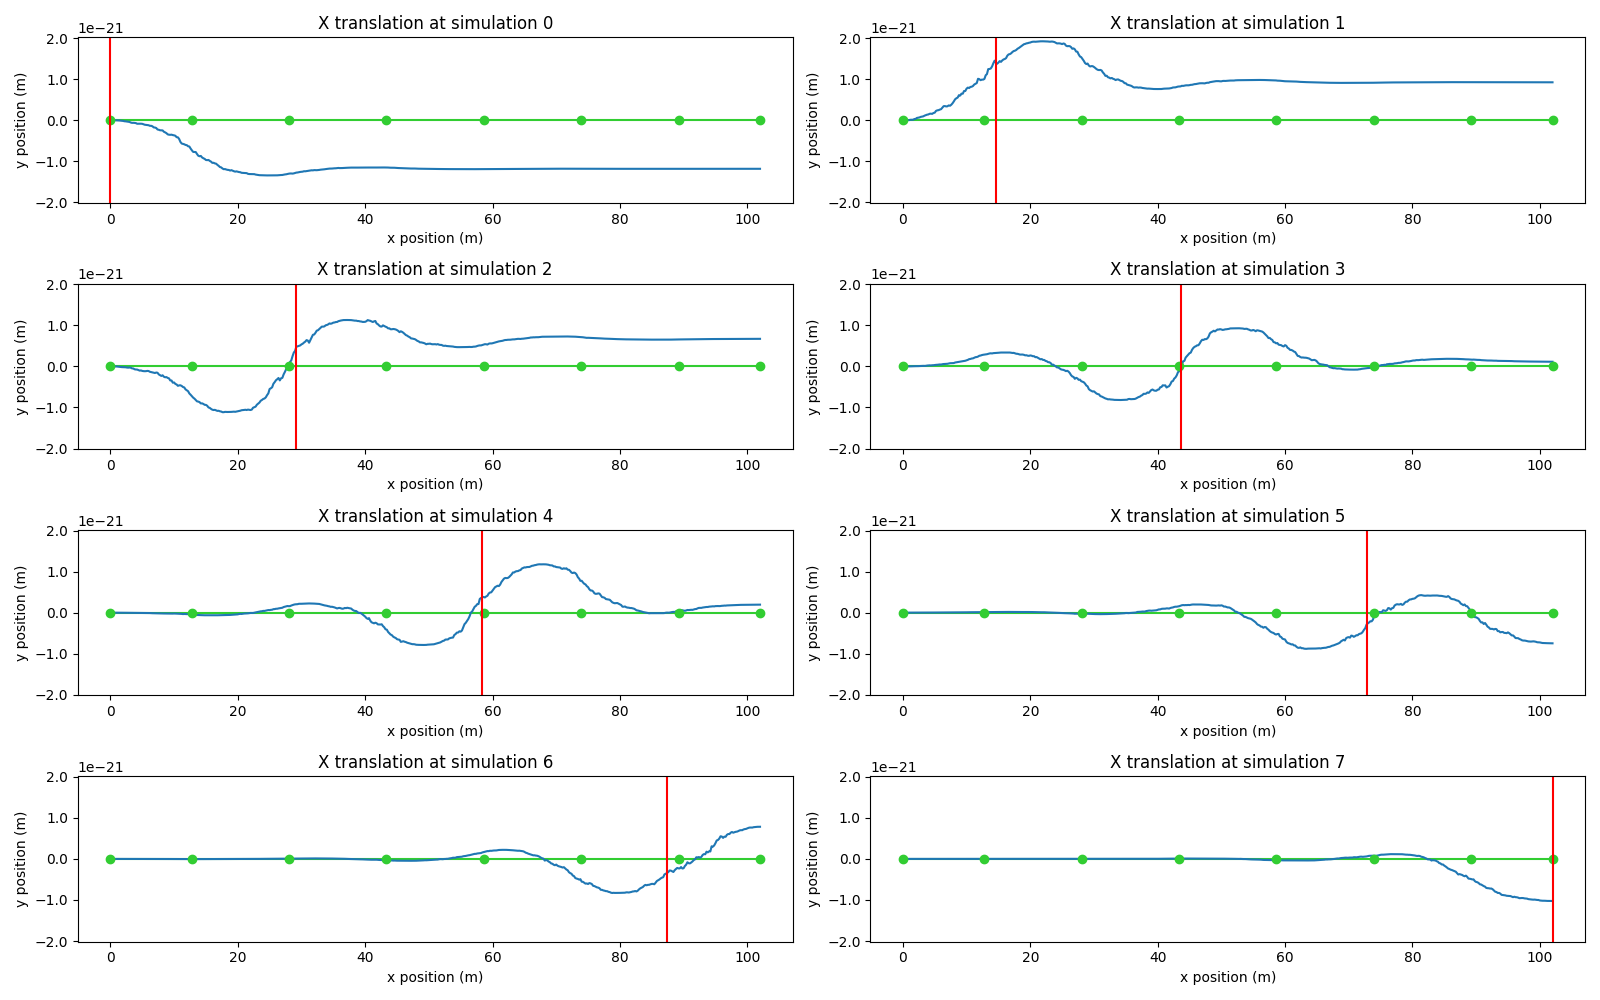 X translation at simulation 0
1e−21
2.0
1.0
0.0
−1.0
−2.0
y position (m)
0 20 40 60 80 100
x position (m)
X translation at simulation 1
1e−21
2.0
1.0
0.0
−1.0
−2.0
y position (m)
0 20 40 60 80 100
x position (m)
X translation at simulation 2
1e−21
2.0
1.0
0.0
−1.0
−2.0
y position (m)
0 20 40 60 80 100
x position (m)
X translation at simulation 3
1e−21
2.0
1.0
0.0
−1.0
−2.0
y position (m)
0 20 40 60 80 100
x position (m)
X translation at simulation 4
1e−21
2.0
1.0
0.0
−1.0
−2.0
y position (m)
0 20 40 60 80 100
x position (m)
X translation at simulation 5
1e−21
2.0
1.0
0.0
−1.0
−2.0
y position (m)
0 20 40 60 80 100
x position (m)
X translation at simulation 6
1e−21
2.0
1.0
0.0
−1.0
−2.0
y position (m)
0 20 40 60 80 100
x position (m)
X translation at simulation 7
1e−21
2.0
1.0
0.0
−1.0
−2.0
y position (m)
0 20 40 60 80 100
x position (m)